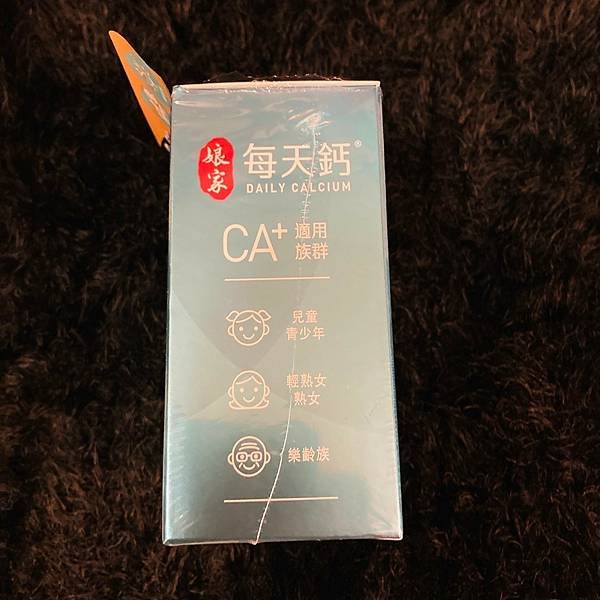 娘家
每天鈣®
DAILY CALCIUM
CA+
適用
族群
兒童
青少年
輕熟女
熟女
樂齡族